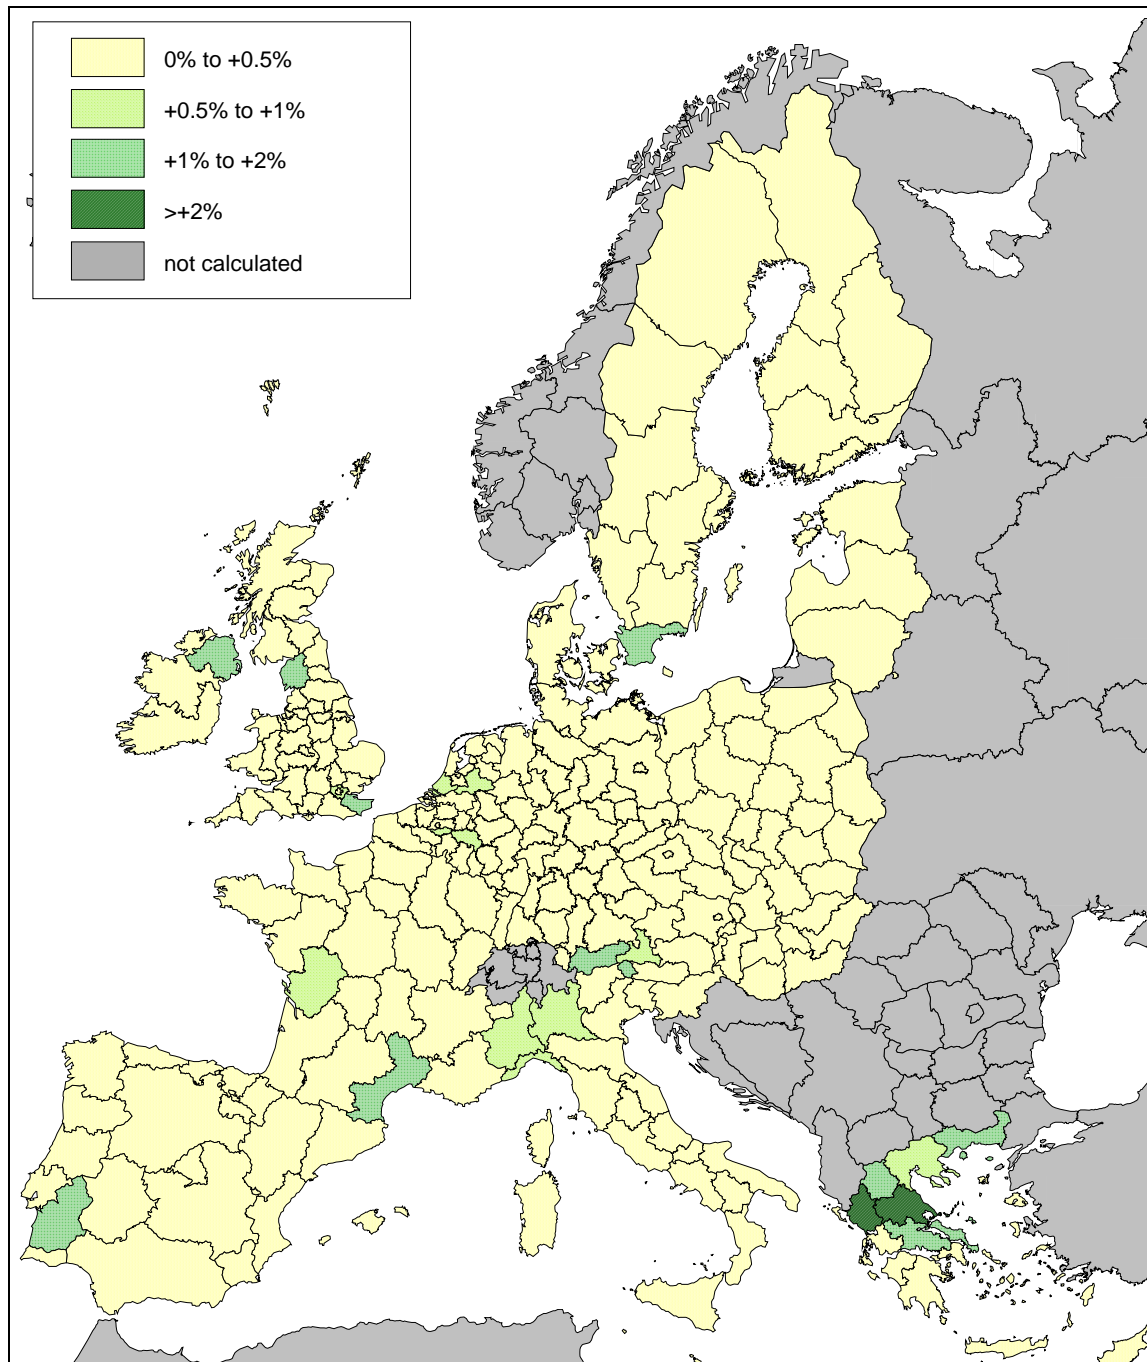 0% to +0.5%
+0.5% to +1%
+1% to +2%
>+2%
not calculated